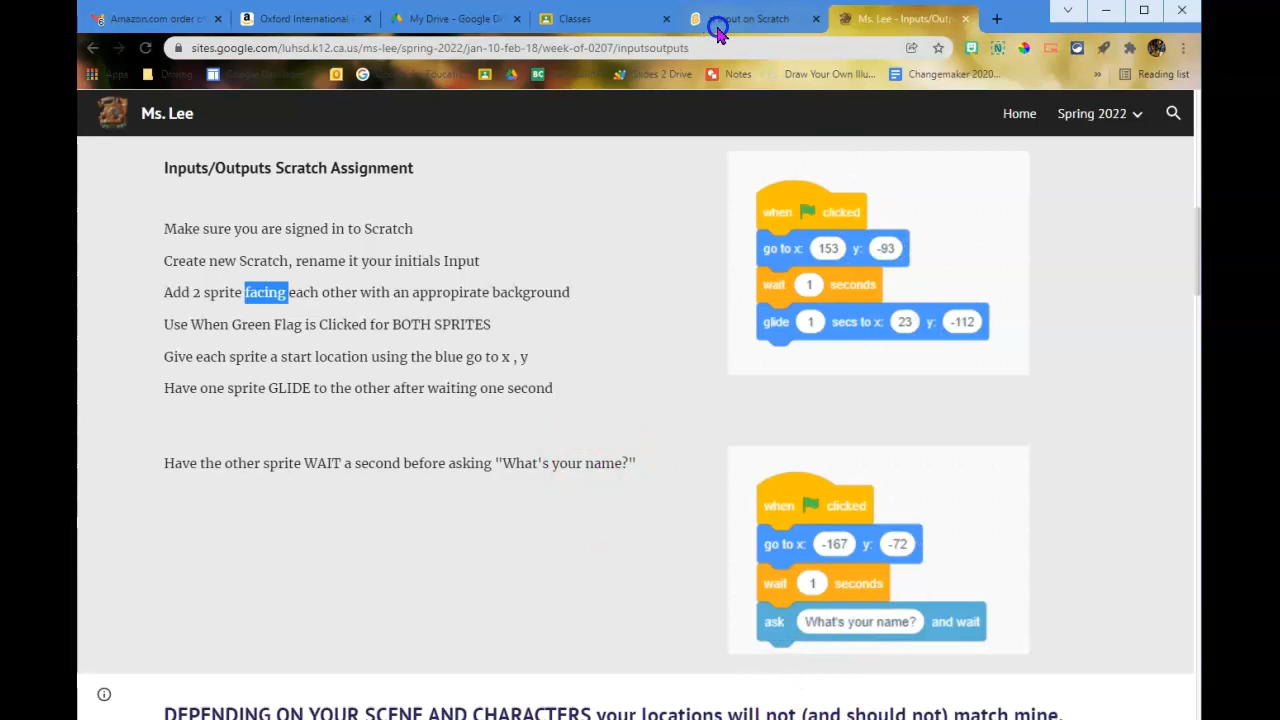 Amazon.com order o
Oxford International
My Drive - Google D
Classes
put on Scratch
Ms. Lee - Inputs/Out
sites.google.com/luhsd.k12.ca.us/ms-lee/spring-2022/jan-10-feb-18/week-of-0207/inputsoutputs
Apps
Slides 2 Drive
Notes
Draw Your Own Illu...
Changemaker 2020...
Reading list
Ms. Lee
Home
Spring 2022
Inputs/Outputs Scratch Assignment
Make sure you are signed in to Scratch
Create new Scratch, rename it your initials Input
Add 2 sprite facing each other with an appropirate background
Use When Green Flag is Clicked for BOTH SPRITES
Give each sprite a start location using the blue go to x , y
Have one sprite GLIDE to the other after waiting one second
when clicked
go to x: 153 y: -93
wait 1 seconds
glide 1 secs to x: 23 y: -112
Have the other sprite WAIT a second before asking "What's your name?"
when clicked
go to x: -167 y: -72
wait 1 seconds
ask What's your name? and wait
DEPENDING ON YOUR SCENE AND CHARACTERS your locations will not (and should not) match mine.